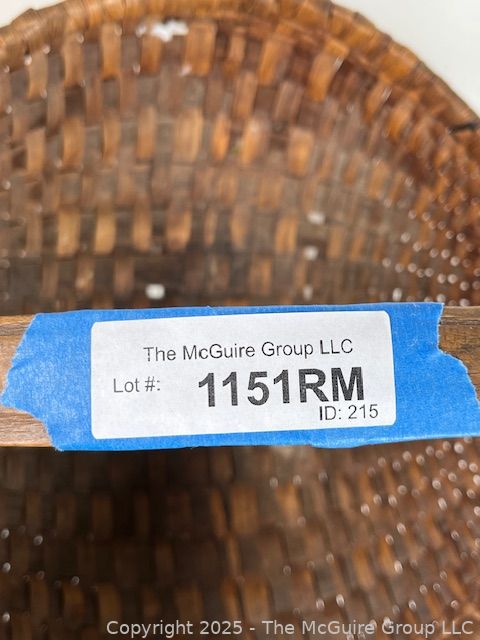 The McGuire Group LLC
Lot #: 1151RM
ID: 215
Copyright 2025 - The McGuire Group LLC